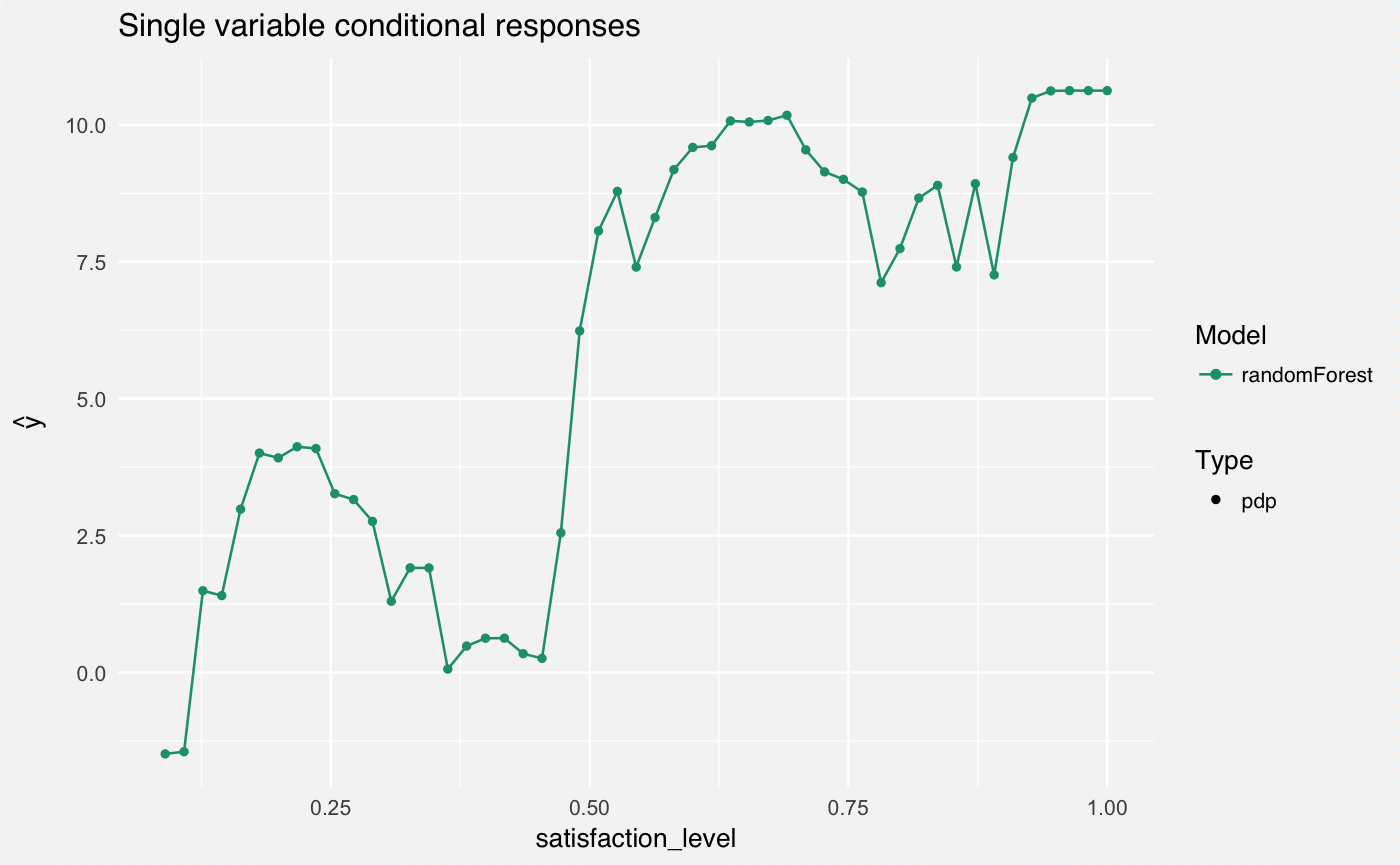 Single variable conditional responses
10.0
7.5
5.0
2.5
0.0
ŷ
0.25 0.50 0.75 1.00
satisfaction_level
Model
randomForest
Type
pdp